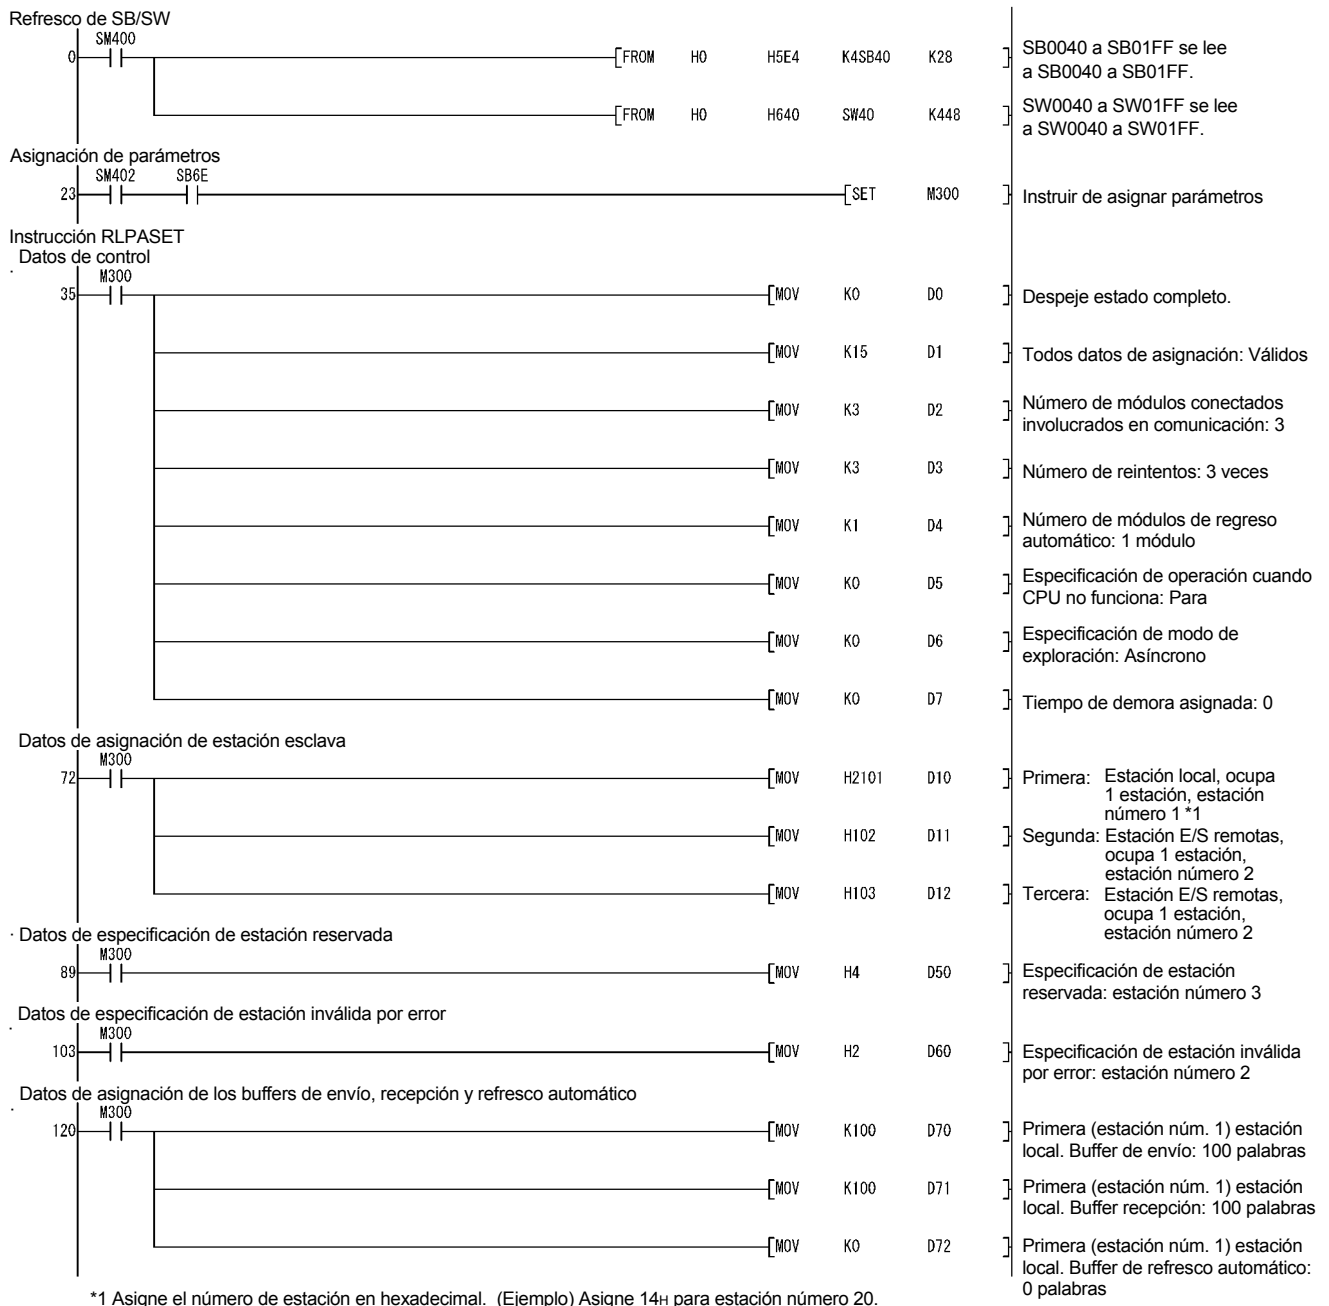 Refresco de SB/SW
SM400
0 [FROM H0 H5E4 K4SB40 K28 ] SB0040 a SB01FF se lee
a SB0040 a SB01FF.
[FROM H0 H640 SW40 K448 ] SW0040 a SW01FF se lee
a SW0040 a SW01FF.
Asignación de parámetros
SM402 SB6E
23 [SET M300 ] Instruir de asignar parámetros
Instrucción RLPASET
Datos de control
M300
35 [MOV K0 D0 ] Despeje estado completo.
[MOV K15 D1 ] Todos datos de asignación: Válidos
[MOV K3 D2 ] Número de módulos conectados
involucrados en comunicación: 3
[MOV K3 D3 ] Número de reintentos: 3 veces
[MOV K1 D4 ] Número de módulos de regreso
automático: 1 módulo
[MOV K0 D5 ] Especificación de operación cuando
CPU no funciona: Para
[MOV K0 D6 ] Especificación de modo de
exploración: Asíncrono
[MOV K0 D7 ] Tiempo de demora asignada: 0
Datos de asignación de estación esclava
M300
72 [MOV H2101 D10 ] Primera: Estación local, ocupa
1 estación, estación
número 1 *1
[MOV H102 D11 ] Segunda: Estación E/S remotas,
ocupa 1 estación,
estación número 2
[MOV H103 D12 ] Tercera: Estación E/S remotas,
ocupa 1 estación,
estación número 2
· Datos de especificación de estación reservada
M300
89 [MOV H4 D50 ] Especificación de estación
reservada: estación número 3
Datos de especificación de estación inválida por error
M300
103 [MOV H2 D60 ] Especificación de estación inválida
por error: estación número 2
Datos de asignación de los buffers de envío, recepción y refresco automático
M300
120 [MOV K100 D70 ] Primera (estación núm. 1) estación
local. Buffer de envío: 100 palabras
[MOV K100 D71 ] Primera (estación núm. 1) estación
local. Buffer recepción: 100 palabras
[MOV K0 D72 ] Primera (estación núm. 1) estación
local. Buffer de refresco automático:
0 palabras
*1 Asigne el número de estación en hexadecimal. (Ejemplo) Asigne 14H para estación número 20.